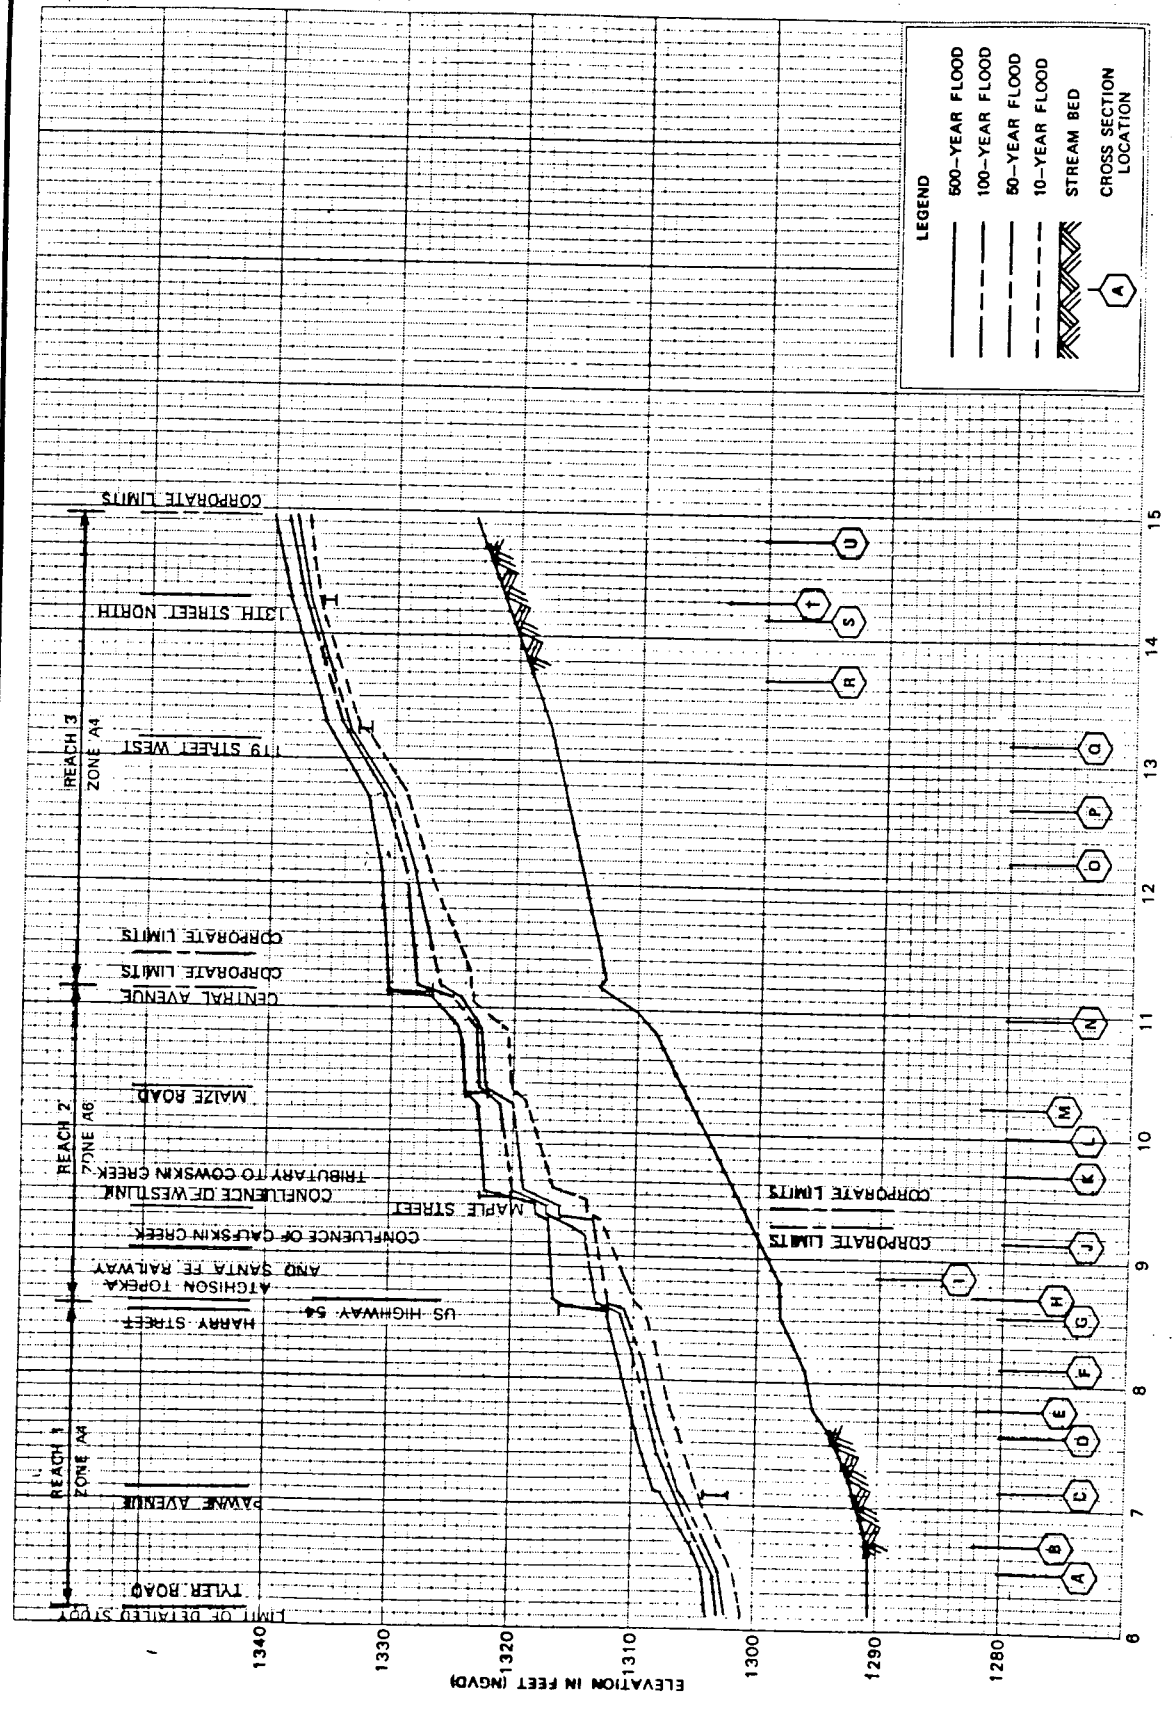 REACH 1
ZONE A4
REACH 2
ZONE A6
REACH 3
ZONE A4
LIMIT OF DETAILED STUDY
TYLER ROAD
PAWNE AVENUE
HARRY STREET
US HIGHWAY 54
ATCHISON TOPEKA
AND SANTA FE RAILWAY
CONFLUENCE OF CALFSKIN CREEK
MAPLE STREET
CONFLUENCE OF WESTLINK
TRIBUTARY TO COWSKIN CREEK
MAIZE ROAD
CENTRAL AVENUE
CORPORATE LIMITS
CORPORATE LIMITS
119 STREET WEST
13TH STREET NORTH
CORPORATE LIMITS
CORPORATE LIMITS
CORPORATE LIMITS
ELEVATION IN FEET (NGVD)
1340
1330
1320
1310
1300
1290
1280
6
7
8
9
10
11
12
13
14
15
A
B
C
D
E
F
G
H
I
J
K
L
M
N
O
P
Q
R
S
t
U
LEGEND
500-YEAR FLOOD
100-YEAR FLOOD
50-YEAR FLOOD
10-YEAR FLOOD
STREAM BED
CROSS SECTION
LOCATION
A